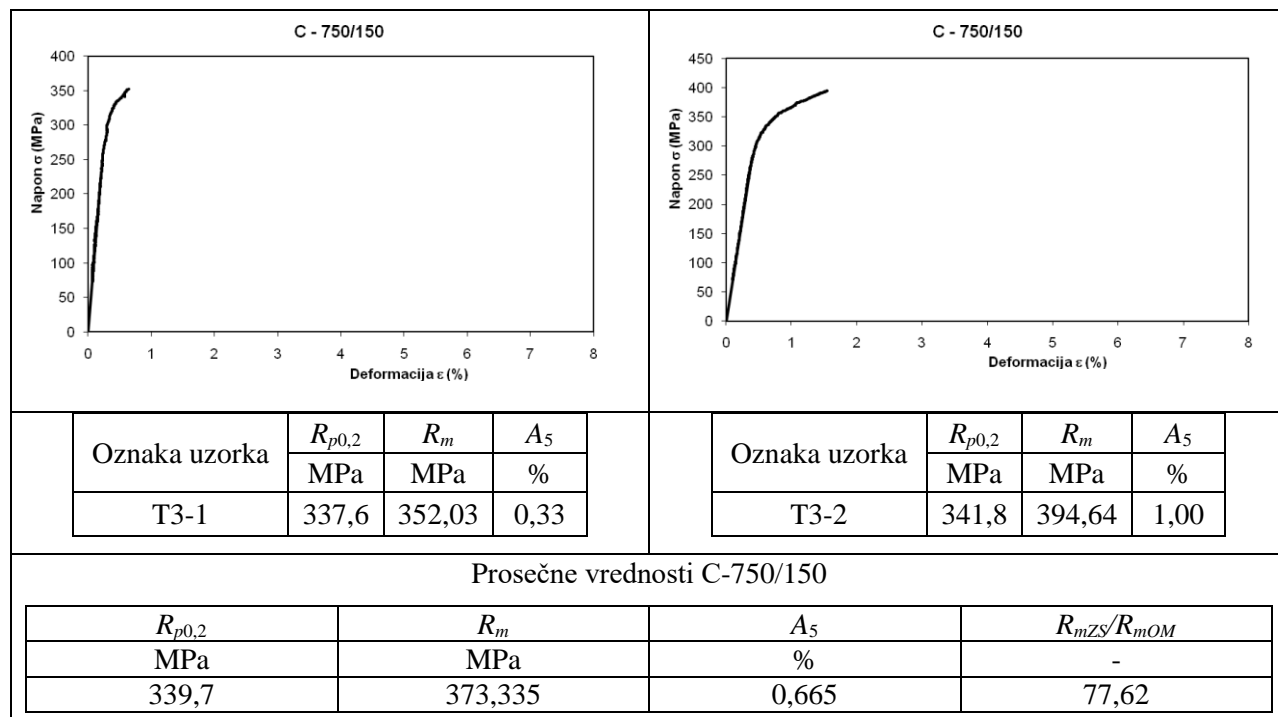 C - 750/150
400
350
300
250
200
150
100
50
0
Napon σ (MPa)
0 1 2 3 4 5 6 7 8
Deformacija ε (%)
C - 750/150
450
400
350
300
250
200
150
100
50
0
Napon σ (MPa)
0 1 2 3 4 5 6 7 8
Deformacija ε (%)
Oznaka uzorka Rp0,2 Rm A5
MPa MPa %
T3-1 337,6 352,03 0,33
Oznaka uzorka Rp0,2 Rm A5
MPa MPa %
T3-2 341,8 394,64 1,00
Prosečne vrednosti C-750/150
Rp0,2 Rm A5 RmZS/RmOM
MPa MPa % -
339,7 373,335 0,665 77,62